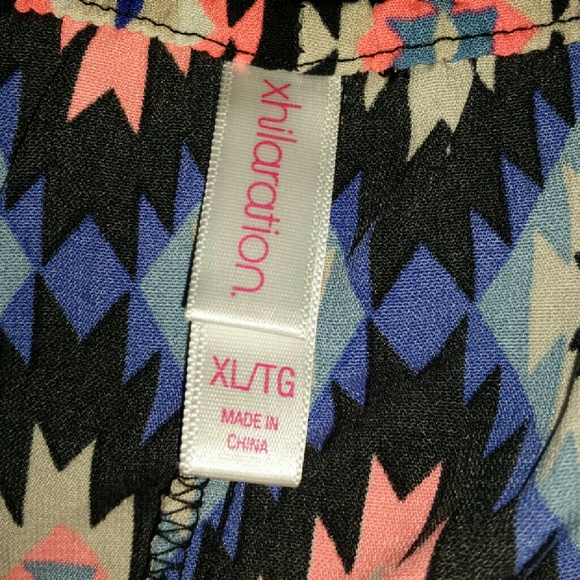 xhilaration.
XL/TG
MADE IN
CHINA